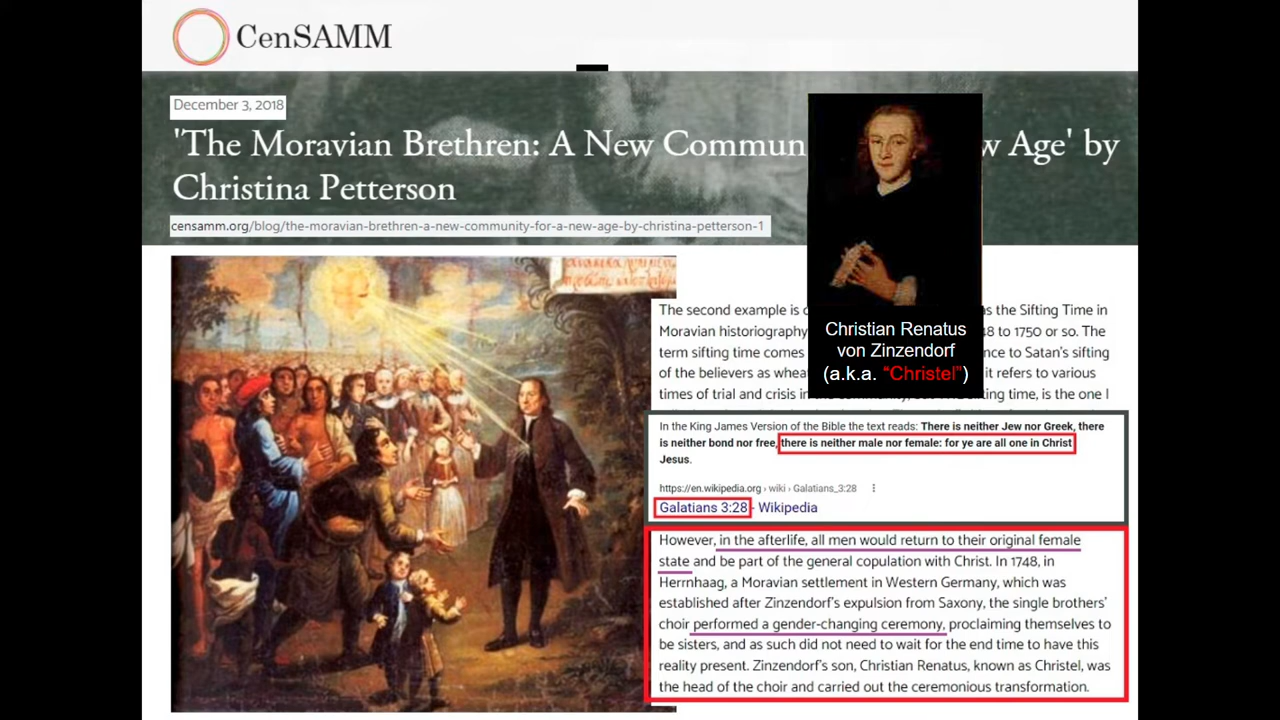 CenSAMM
December 3, 2018
'The Moravian Brethren: A New Commun
w Age' by
Christina Petterson
censamm.org/blog/the-moravian-brethren-a-new-community-for-a-new-age-by-christina-petterson-1
Christian Renatus
von Zinzendorf
(a.k.a. “Christel”)
The second example is
as the Sifting Time in
Moravian historiography
to 1750 or so. The
term sifting time comes
to Satan's sifting
of the believers as
it refers to various
times of trial and crisis in
time, is the one I
In the King James Version of the Bible the text reads: There is neither Jew nor Greek, there
is neither bond nor free, there is neither male nor female: for ye are all one in Christ
Jesus.
https://en.wikipedia.org › wiki › Galatians_3:28
Galatians 3:28 - Wikipedia
However, in the afterlife, all men would return to their original female
state and be part of the general copulation with Christ. In 1748, in
Herrnhaag, a Moravian settlement in Western Germany, which was
established after Zinzendorf's expulsion from Saxony, the single brothers'
choir performed a gender-changing ceremony, proclaiming themselves to
be sisters, and as such did not need to wait for the end time to have this
reality present. Zinzendorf's son, Christian Renatus, known as Christel, was
the head of the choir and carried out the ceremonious transformation.